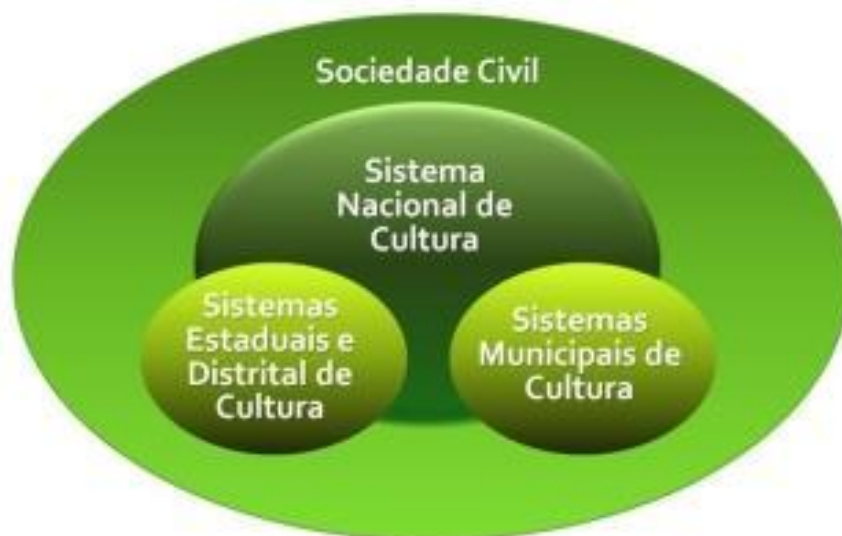 Sociedade Civil
Sistema
Nacional de
Cultura
Sistemas
Estaduais e
Distrital de
Cultura
Sistemas
Municipais de
Cultura